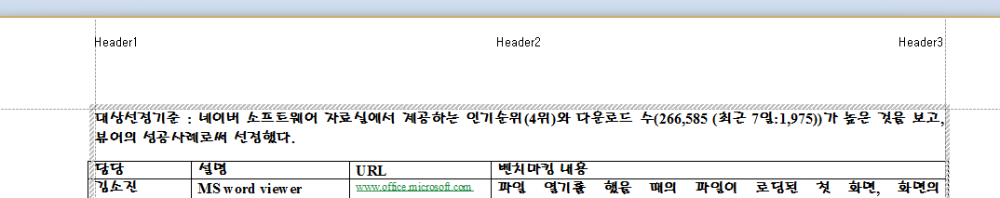 Header1 Header2 Header3
대상선정기준 : 네이버 소프트웨어 자료실에서 제공하는 인기순위(4위)와 다운로드 수(266,585 (최근 7일:1,975))가 높은 것을 보고,
뷰어의 성공사례로써 선정했다.
담당 설명 URL 벤치마킹 내용
김소진 MS word viewer www.office.microsoft.com 파일 열기를 했을 때의 파일이 로딩된 첫 화면, 화면의